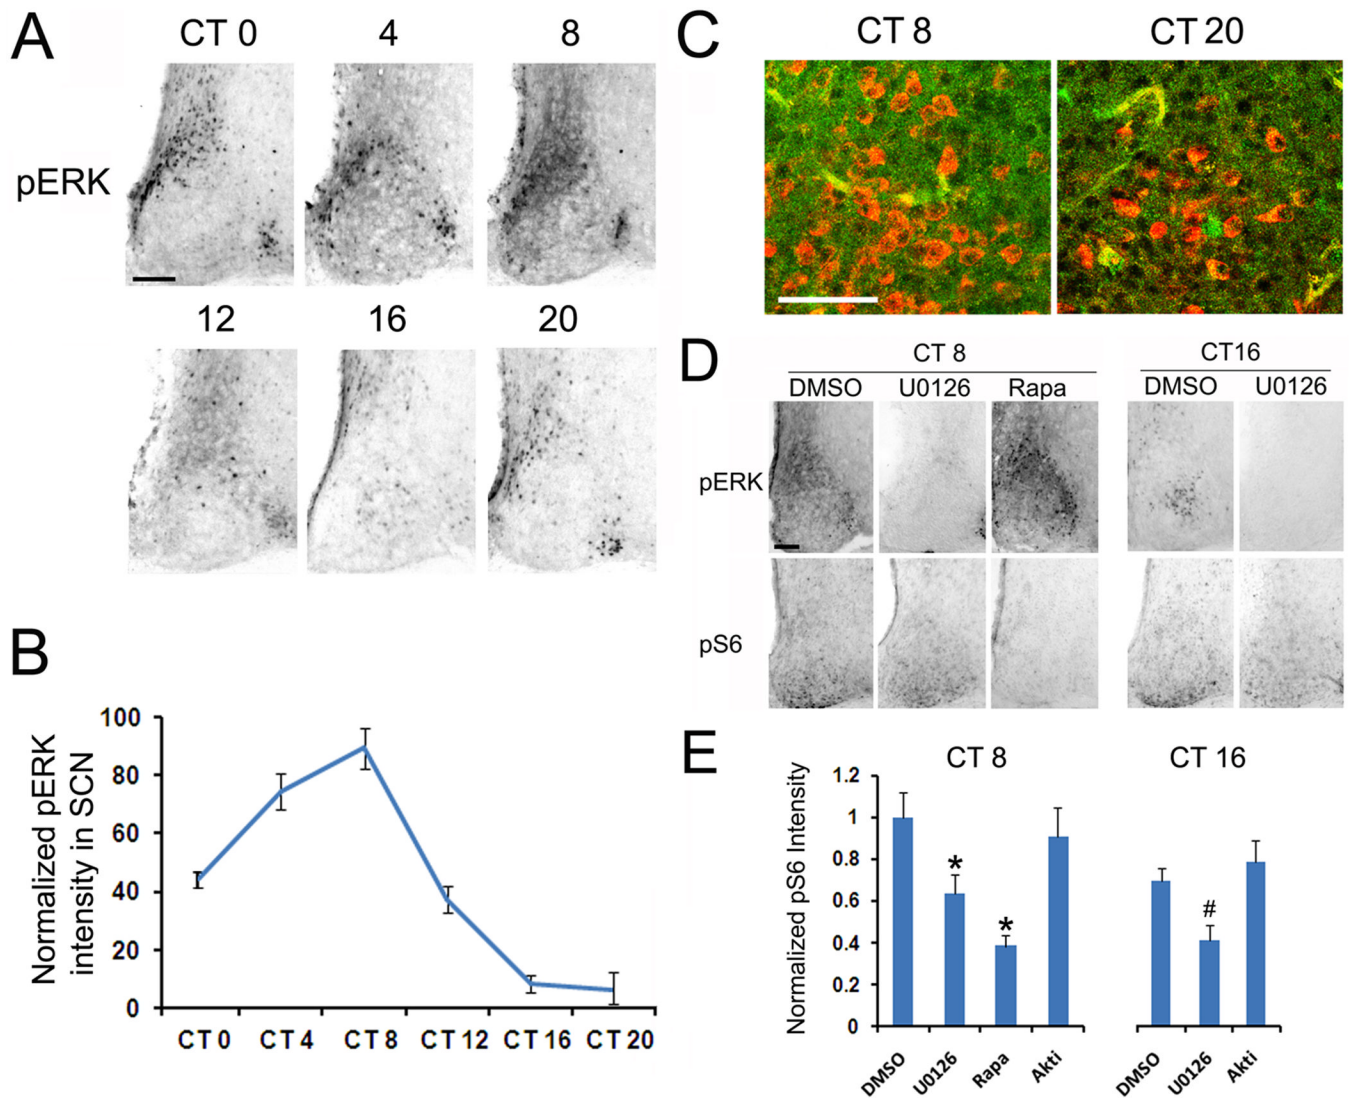 A
CT 0 4 8
pERK
12 16 20
B
Normalized pERK
intensity in SCN
100
80
60
40
20
0
CT 0 CT 4 CT 8 CT 12 CT 16 CT 20
C
CT 8 CT 20
D
CT 8 CT16
DMSO U0126 Rapa DMSO U0126
pERK
pS6
E
CT 8 CT 16
Normalized pS6 Intensity
1.2
1
0.8
0.6
0.4
0.2
0
* * #
DMSO U0126 Rapa Akti DMSO U0126 Akti